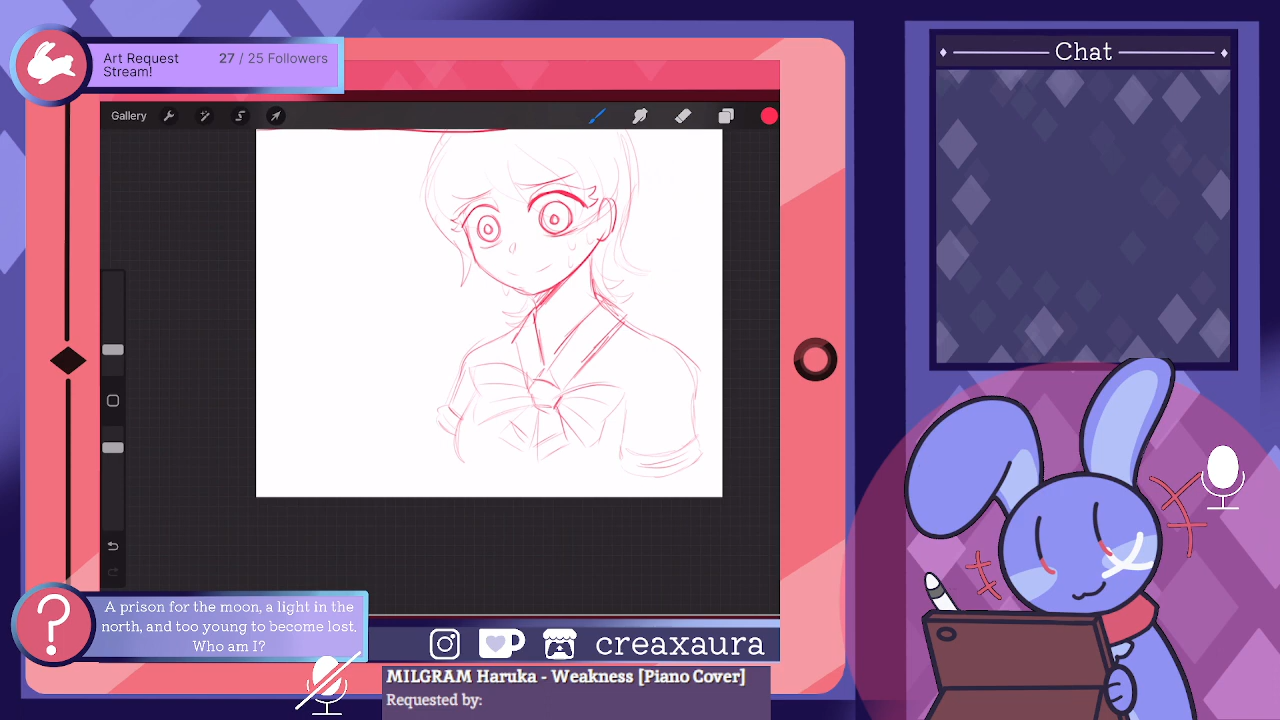 Art Request
Stream!
27 / 25 Followers
Chat
Gallery
A prison for the moon, a light in the
north, and too young to become lost.
Who am I?
creaxaura
MILGRAM Haruka - Weakness [Piano Cover]
Requested by: